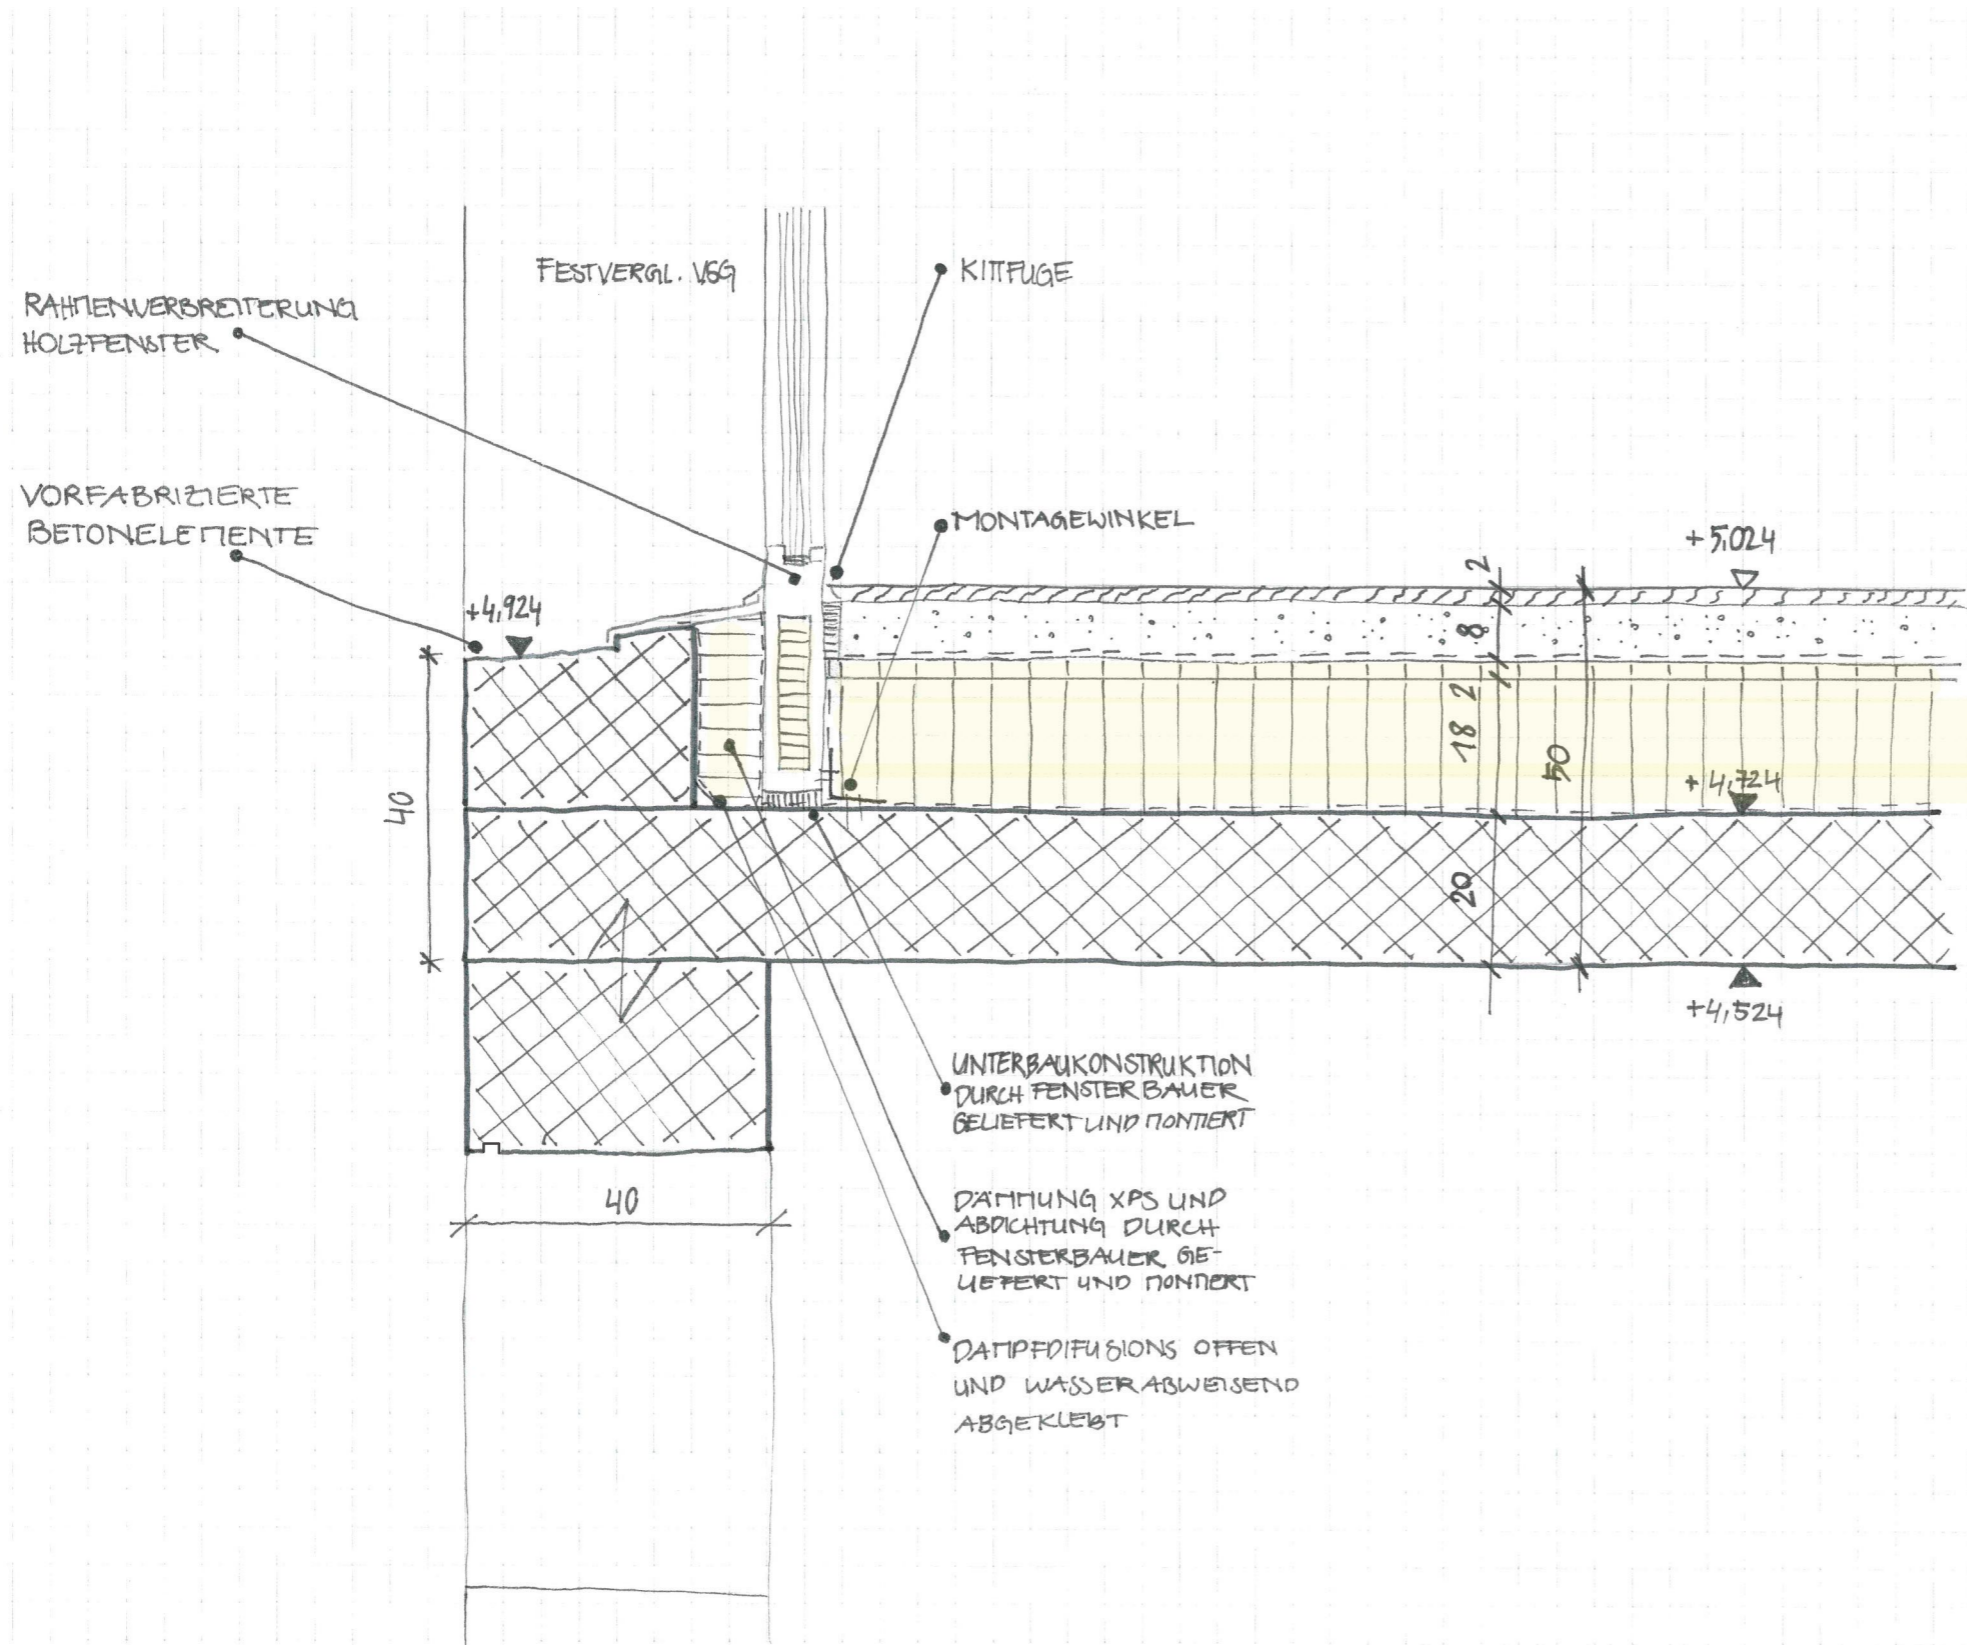 FESTVERGL. VSG
KITTFUGE
RAHMENVERBREITERUNG
HOLZFENSTER
VORFABRIZIERTE
BETONELEMENTE
MONTAGEWINKEL
+5,024
+4,924
2
8
2
18
50
+4,724
40
20
+4,524
UNTERBAUKONSTRUKTION
DURCH FENSTERBAUER
GELIEFERT UND MONTIERT
40
DÄMMUNG XPS UND
ABDICHTUNG DURCH
FENSTERBAUER GE-
LIEFERT UND MONTIERT
DAMPFDIFUSIONS OFFEN
UND WASSERABWEISEND
ABGEKLEBT